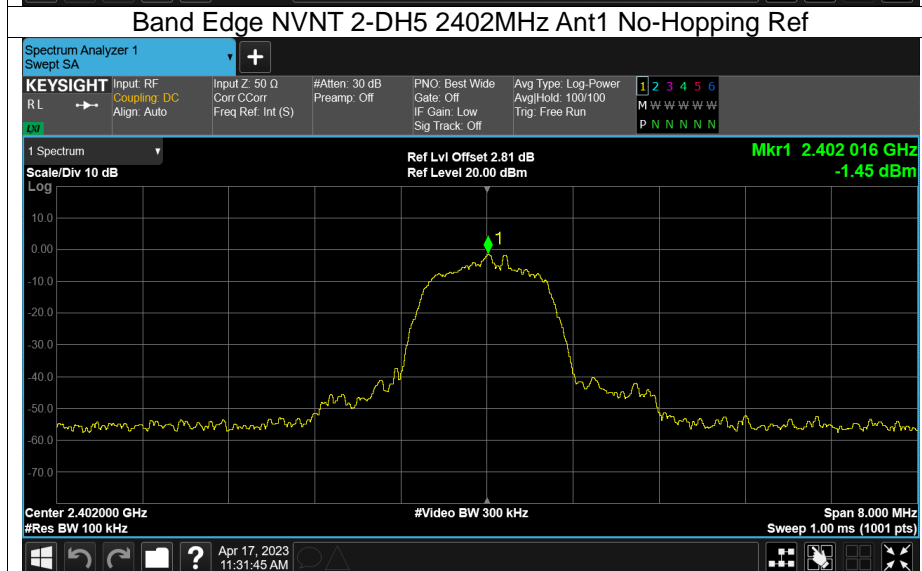 Band Edge NVNT 2-DH5 2402MHz Ant1 No-Hopping Ref
Spectrum Analyzer 1
Swept SA
KEYSIGHT
RL
LXI
Input: RF
Coupling: DC
Align: Auto
Input Z: 50 Ω
Corr CCorr
Freq Ref: Int (S)
#Atten: 30 dB
Preamp: Off
PNO: Best Wide
Gate: Off
IF Gain: Low
Sig Track: Off
Avg Type: Log-Power
Avg|Hold: 100/100
Trig: Free Run
1 2 3 4 5 6
M W W W W W
P N N N N N
1 Spectrum
Scale/Div 10 dB
Ref Lvl Offset 2.81 dB
Ref Level 20.00 dBm
Mkr1 2.402 016 GHz
-1.45 dBm
Log
10.0
0.00
-10.0
-20.0
-30.0
-40.0
-50.0
-60.0
-70.0
1
Center 2.402000 GHz
#Res BW 100 kHz
#Video BW 300 kHz
Span 8.000 MHz
Sweep 1.00 ms (1001 pts)
?
Apr 17, 2023
11:31:45 AM